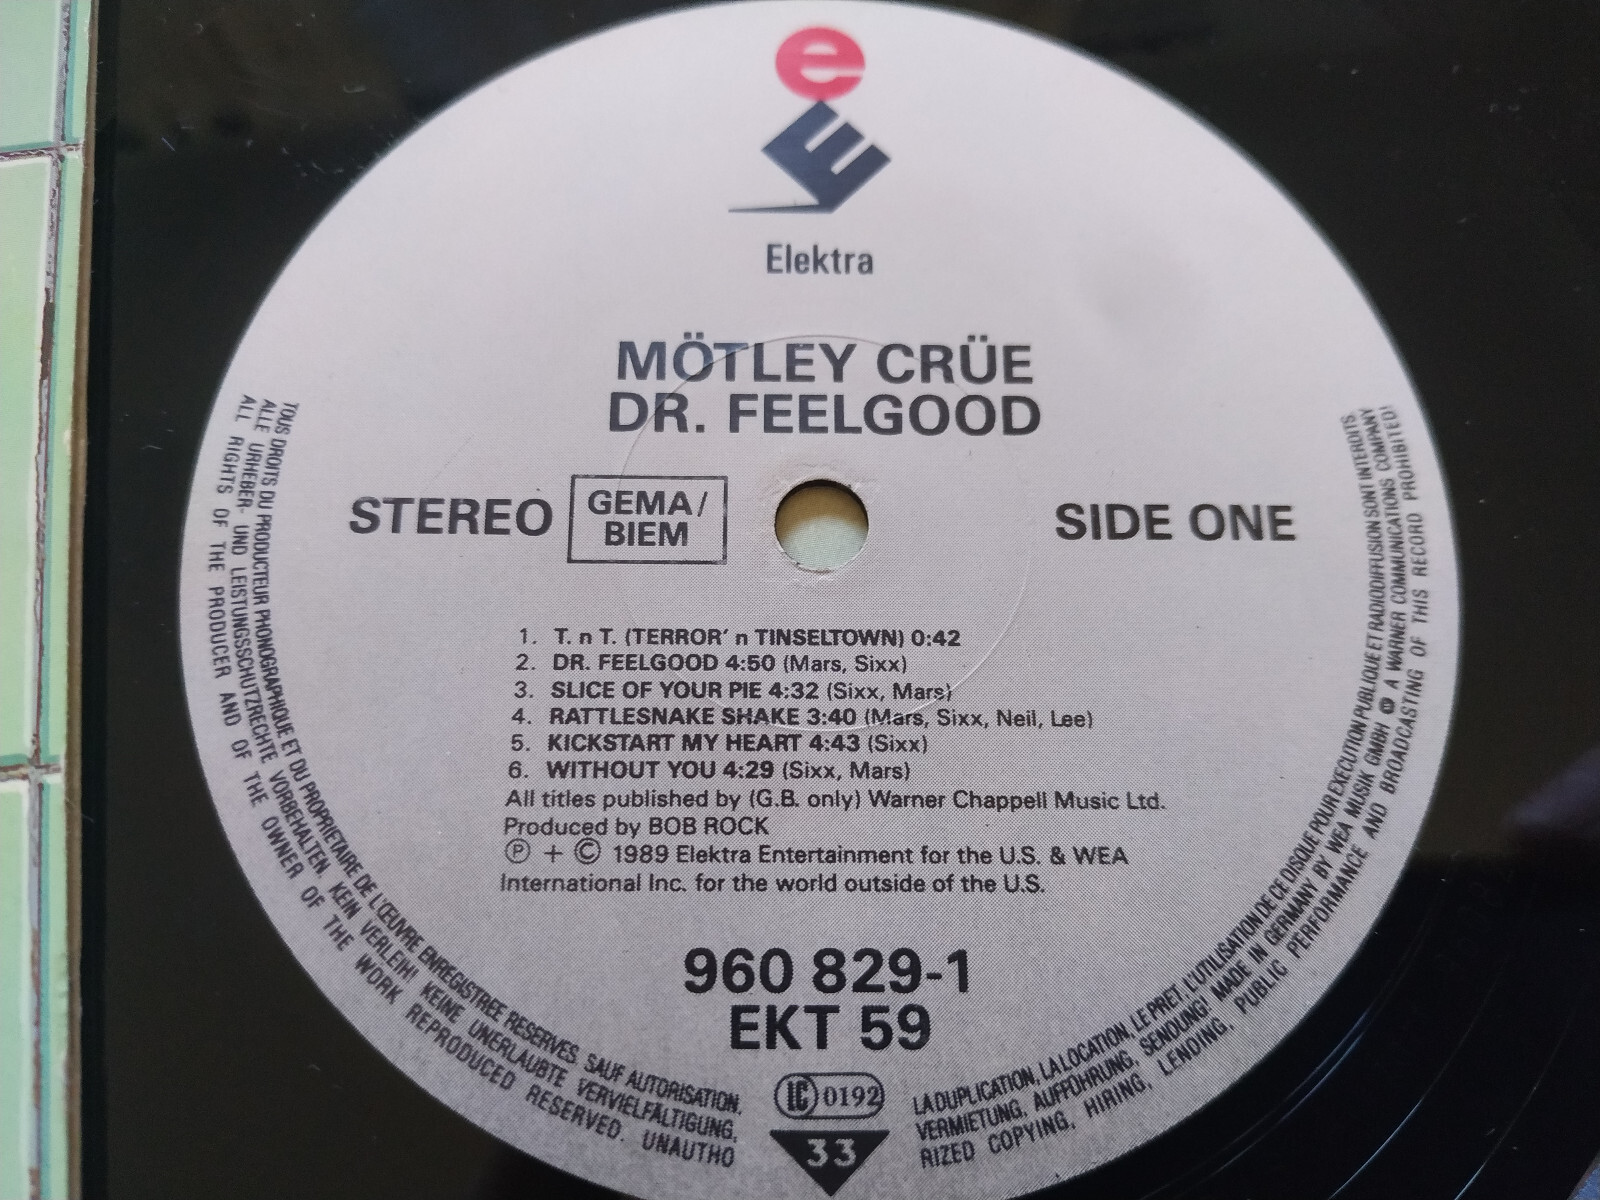 e
E
Elektra
MÖTLEY CRÜE
DR. FEELGOOD
STEREO
GEMA/
BIEM
SIDE ONE
1. T. n T. (TERROR' n TINSELTOWN) 0:42
2. DR. FEELGOOD 4:50 (Mars, Sixx)
3. SLICE OF YOUR PIE 4:32 (Sixx, Mars)
4. RATTLESNAKE SHAKE 3:40 (Mars, Sixx, Neil, Lee)
5. KICKSTART MY HEART 4:43 (Sixx)
6. WITHOUT YOU 4:29 (Sixx, Mars)
All titles published by (G.B. only) Warner Chappell Music Ltd.
Produced by BOB ROCK
Ⓟ + © 1989 Elektra Entertainment for the U.S. & WEA
International Inc. for the world outside of the U.S.
960 829-1
EKT 59
LC 0192
33
TOUS DROITS DU PRODUCTEUR PHONOGRAPHIQUE ET DU PROPRIETAIRE DE L'ŒUVRE ENREGISTREE RESERVES. SAUF AUTORISATION, LA DUPLICATION, LA LOCATION, LE PRET, L'UTILISATION DE CE DISQUE POUR EXECUTION PUBLIQUE ET RADIODIFFUSION SONT INTERDITS.
ALLE URHEBER- UND LEISTUNGSSCHUTZRECHTE VORBEHALTEN. KEIN VERLEIH! KEINE UNERLAUBTE VERVIELFÄLTIGUNG, VERMIETUNG, AUFFÜHRUNG, SENDUNG! MADE IN GERMANY BY WEA MUSIK GMBH A WARNER COMMUNICATIONS COMPANY
ALL RIGHTS OF THE PRODUCER AND OF THE OWNER OF THE WORK REPRODUCED RESERVED. UNAUTHORIZED COPYING, HIRING, LENDING, PUBLIC PERFORMANCE AND BROADCASTING OF THIS RECORD PROHIBITED!